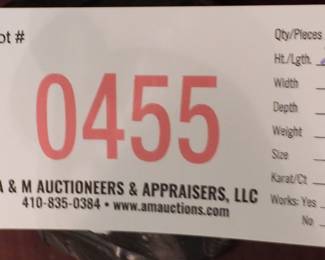 ot #
0455
A & M AUCTIONEERS & APPRAISERS, LLC
410-835-0384 • www.amauctions.com
Qty/Pieces
Ht./Lgth.
Width
Depth
Weight
Size
Karat/Ct
Works: Yes
No